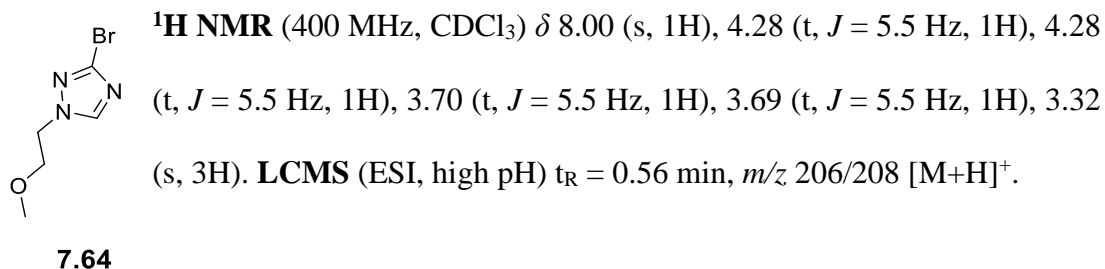 Br
N
N
N
O
7.64
¹H NMR (400 MHz, CDCl₃) δ 8.00 (s, 1H), 4.28 (t, J = 5.5 Hz, 1H), 4.28
(t, J = 5.5 Hz, 1H), 3.70 (t, J = 5.5 Hz, 1H), 3.69 (t, J = 5.5 Hz, 1H), 3.32
(s, 3H). LCMS (ESI, high pH) tR = 0.56 min, m/z 206/208 [M+H]⁺.